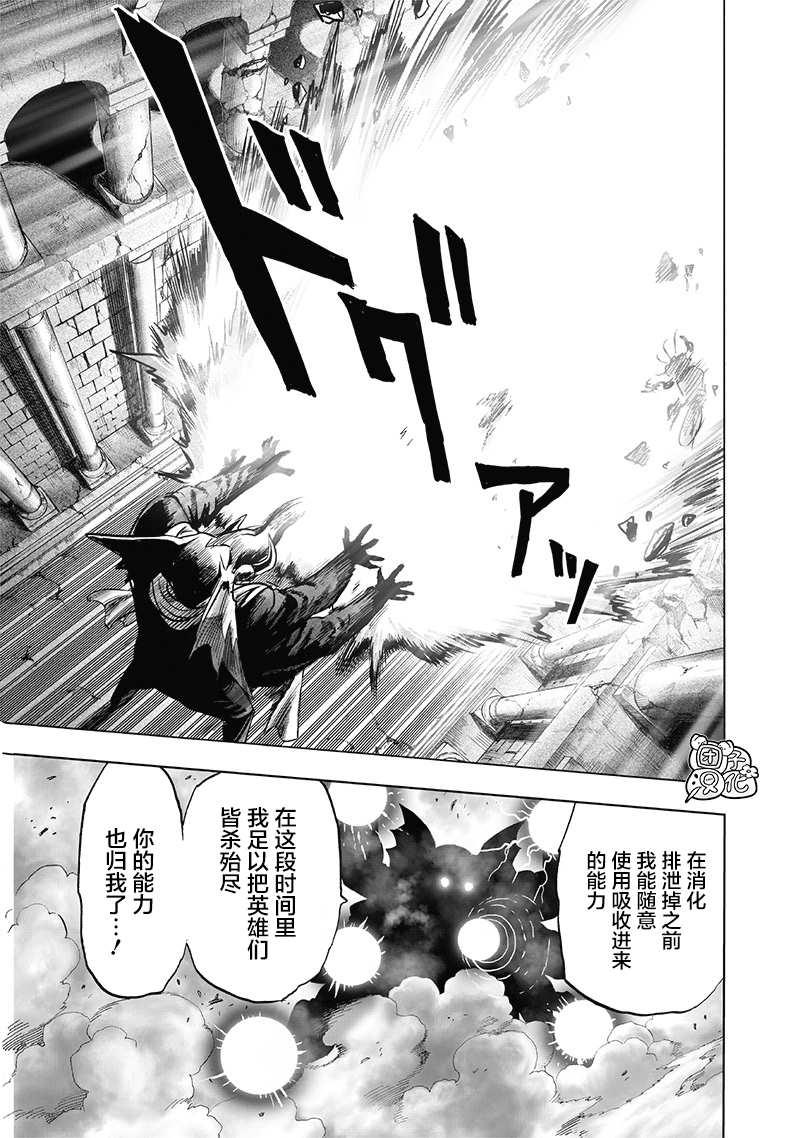 ドドグアッ
在消化
排泄掉之前
我能随意
使用吸收进来
的能力
在这段时间里
我足以把英雄们
皆杀殆尽
你的能力
也归我了…！
团子
汉化